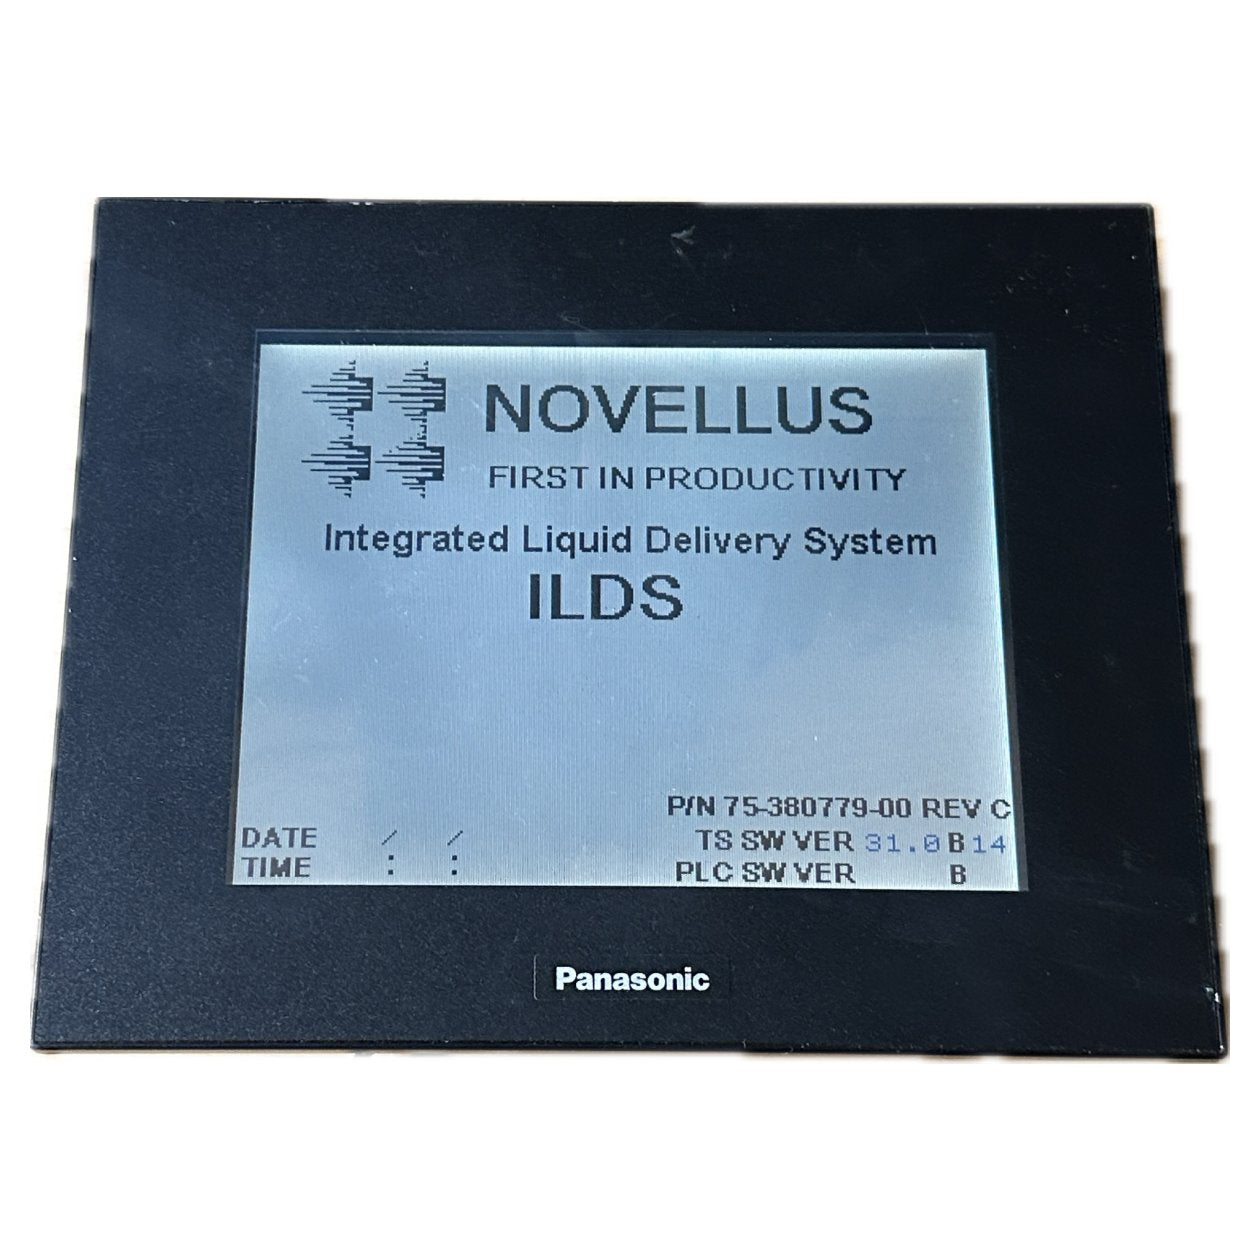 NOVELLUS
FIRST IN PRODUCTIVITY
Integrated Liquid Delivery System
ILDS
P/N 75-380779-00 REV C
DATE / / TS SW VER 31.0 B 14
TIME : : PLC SW VER B
Panasonic